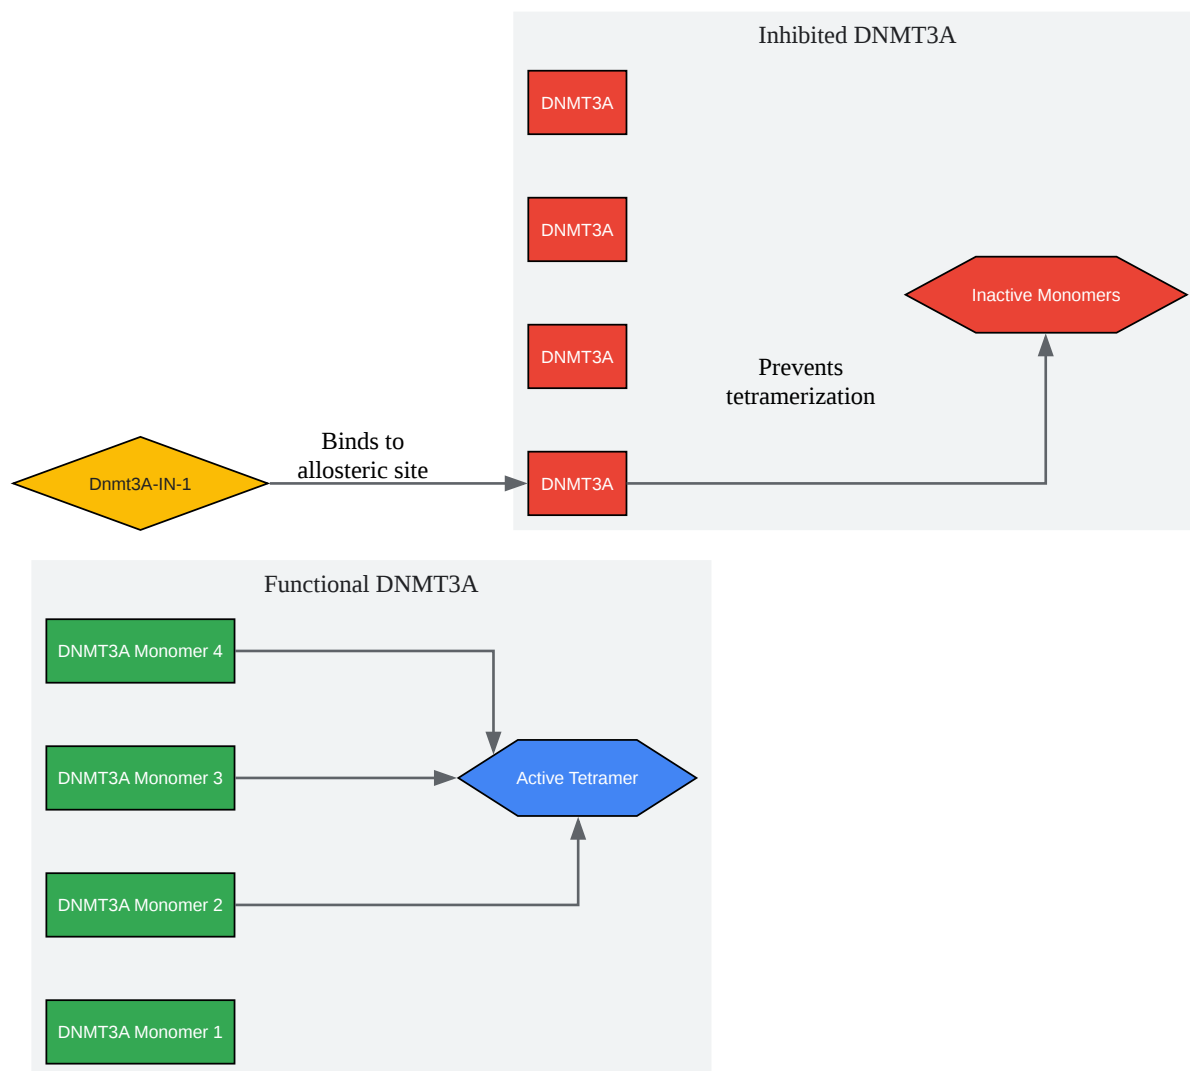 Inhibited DNMT3A
DNMT3A
DNMT3A
Inactive Monomers
DNMT3A
Prevents
tetramerization
Binds to
allosteric site
Dnmt3A-IN-1
DNMT3A
Functional DNMT3A
DNMT3A Monomer 4
DNMT3A Monomer 3
Active Tetramer
DNMT3A Monomer 2
DNMT3A Monomer 1